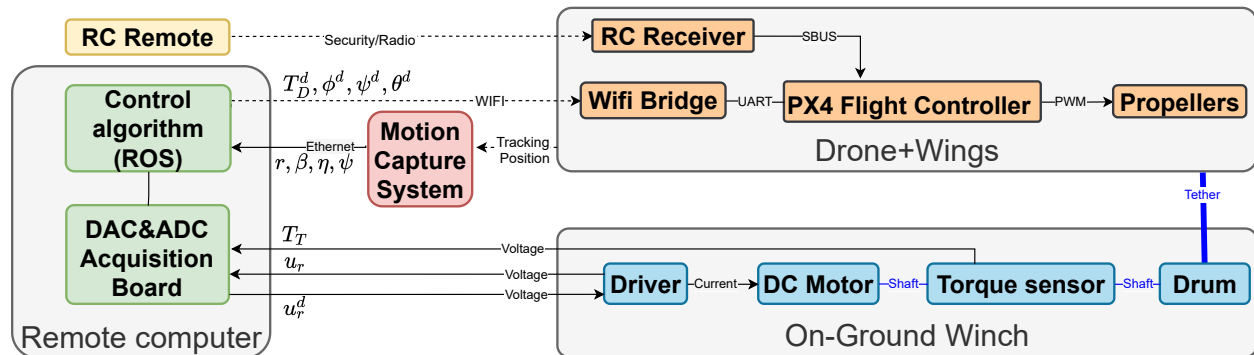 RC Remote
Security/Radio
RC Receiver
SBUS
T_D^d, ϕ^d, ψ^d, θ^d
WIFI
Wifi Bridge
UART
PX4 Flight Controller
PWM
Propellers
Drone+Wings
Control
algorithm
(ROS)
Ethernet
r, β, η, ψ
Motion
Capture
System
Tracking
Position
Tether
DAC&ADC
Acquisition
Board
T_T
Voltage
u_r
Voltage
u_r^d
Voltage
Remote computer
Driver
Current
DC Motor
Shaft
Torque sensor
Shaft
Drum
On-Ground Winch